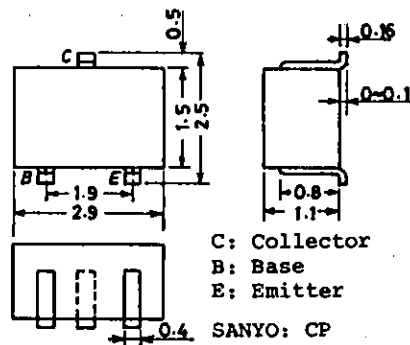 C
0.5
0.16
1.5
2.5
0~0.1
B
E
1.9
2.9
0.8
1.1
C: Collector
B: Base
E: Emitter
0.4
SANYO: CP